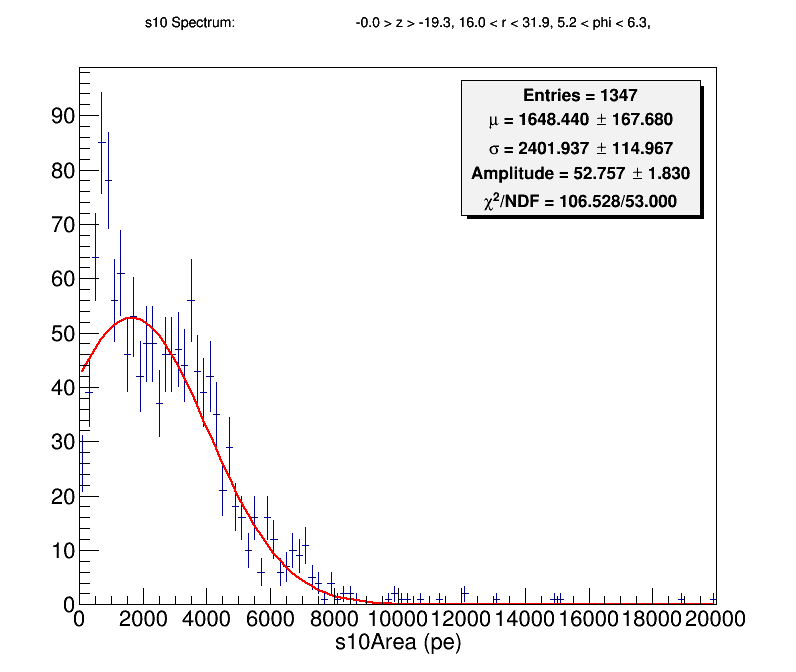 s10 Spectrum: -0.0 > z > -19.3, 16.0 < r < 31.9, 5.2 < phi < 6.3,
Entries = 1347
μ = 1648.440 ± 167.680
σ = 2401.937 ± 114.967
Amplitude = 52.757 ± 1.830
χ²/NDF = 106.528/53.000
90
80
70
60
50
40
30
20
10
0
0 2000 4000 6000 8000 10000 12000 14000 16000 18000 20000
s10Area (pe)